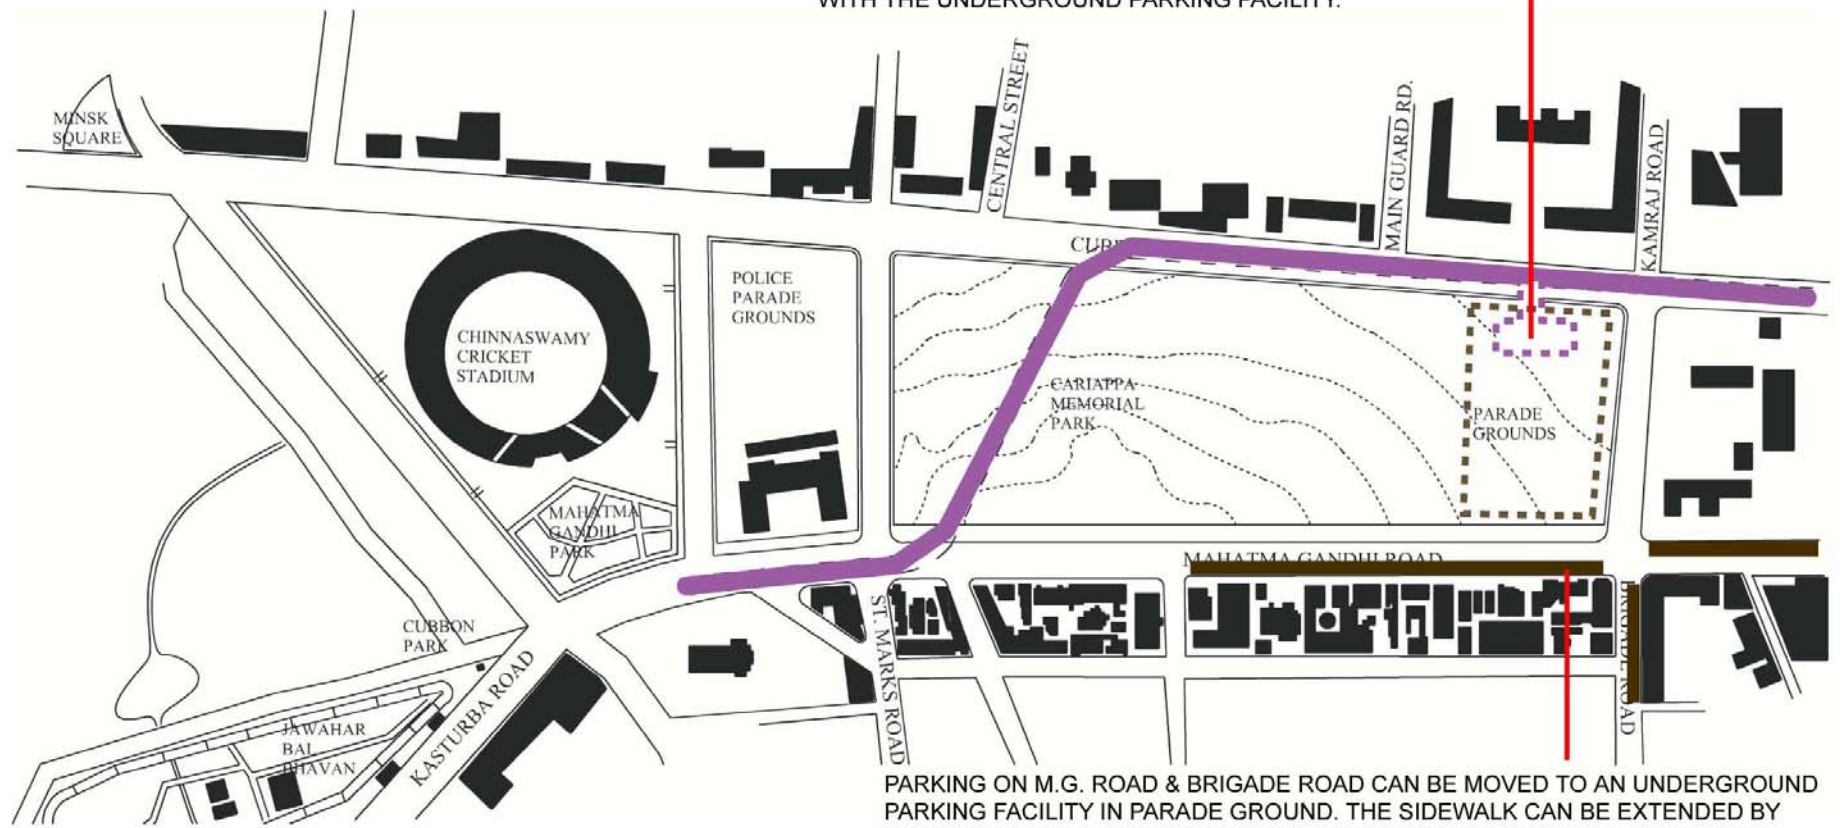 WITH THE UNDERGROUND PARKING FACILITY.
MINSK
SQUARE
CENTRAL STREET
MAIN GUARD RD.
KAMRAJ ROAD
POLICE
PARADE
GROUNDS
CHINNASWAMY
CRICKET
STADIUM
CARIAPPA
MEMORIAL
PARK
PARADE
GROUNDS
MAHATMA
GANDHI
PARK
MAHATMA GANDHI ROAD
CUBBON
PARK
ST. MARKS ROAD
BRIGADE ROAD
KASTURBA ROAD
JAWAHAR
BAL
BHAVAN
PARKING ON M.G. ROAD & BRIGADE ROAD CAN BE MOVED TO AN UNDERGROUND
PARKING FACILITY IN PARADE GROUND. THE SIDEWALK CAN BE EXTENDED BY